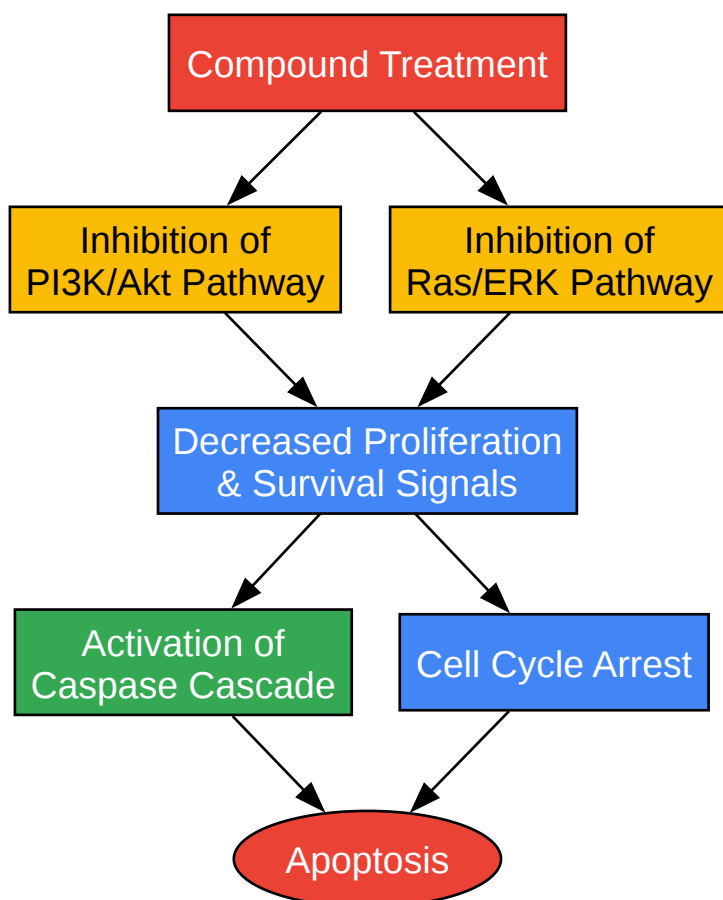 Compound Treatment
Inhibition of
PI3K/Akt Pathway
Inhibition of
Ras/ERK Pathway
Decreased Proliferation
& Survival Signals
Activation of
Caspase Cascade
Cell Cycle Arrest
Apoptosis